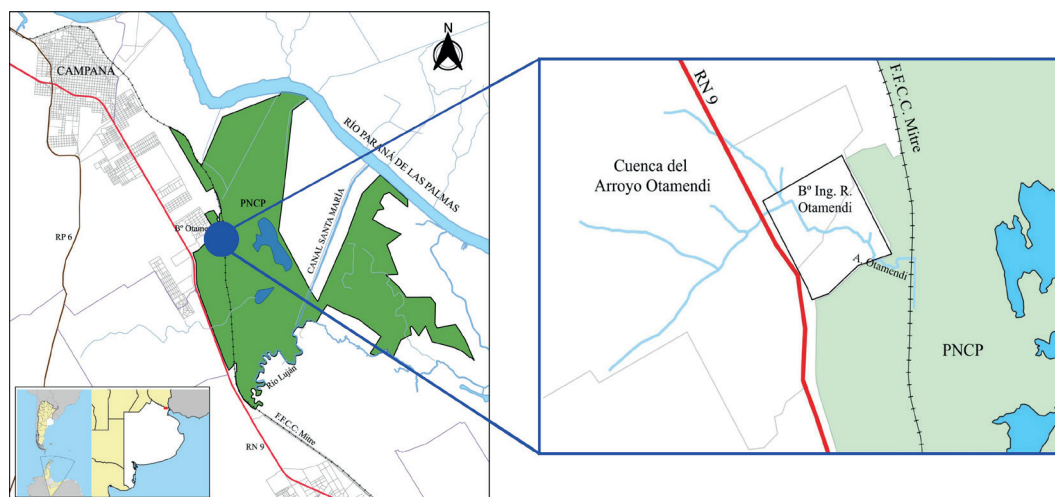 N
CAMPANA
RÍO PARANÁ DE LAS PALMAS
CANAL SANTA MARÍA
PNCP
Bº Otame
RP 6
Río Luján
F.F.C.C. Mitre
RN 9
RN 9
F.F.C.C. Mitre
Cuenca del
Arroyo Otamendi
Bº Ing. R.
Otamendi
A. Otamendi
PNCP